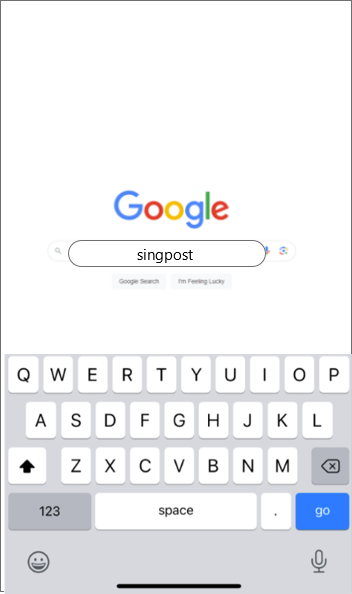 Google
singpost
Google Search I'm Feeling Lucky
Q W E R T Y U I O P
A S D F G H J K L
Z X C V B N M
123 space . go